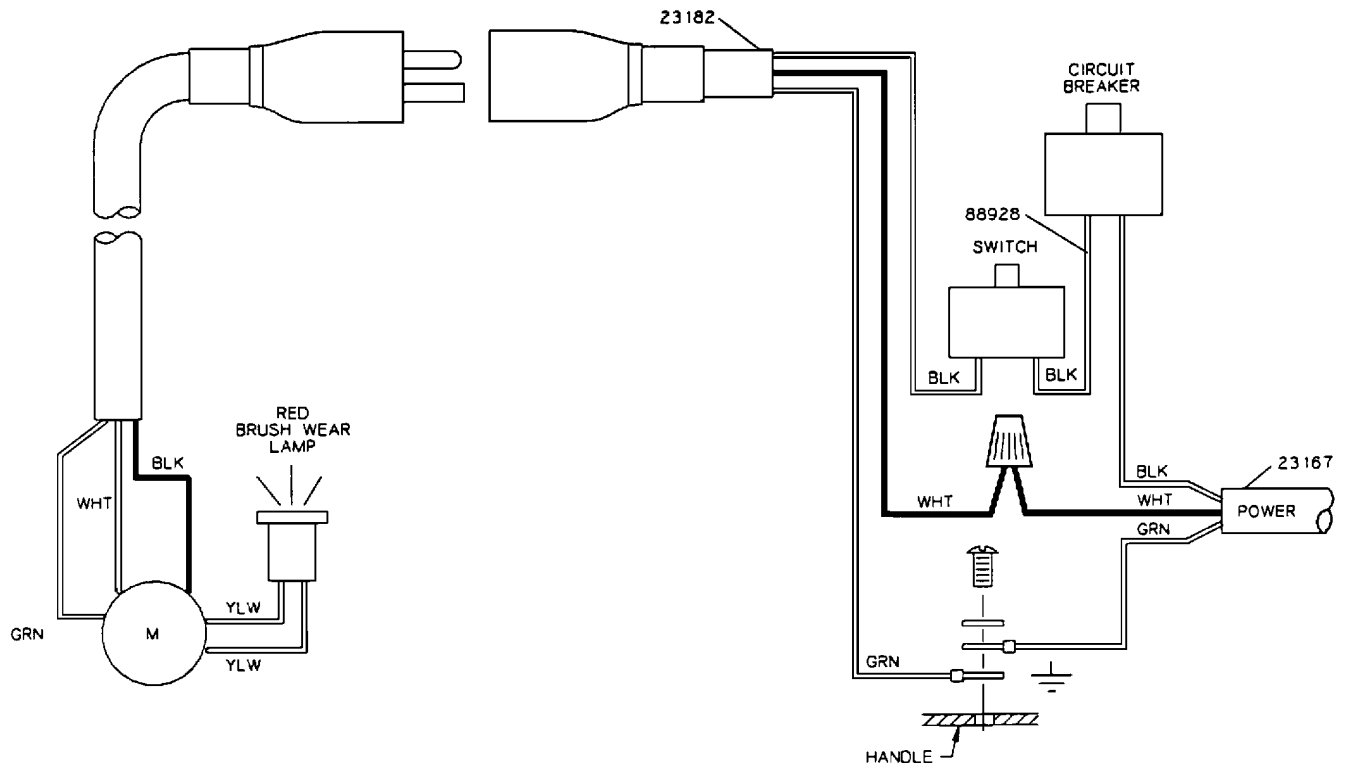 23182
CIRCUIT
BREAKER
88928
SWITCH
BLK
BLK
RED
BRUSH WEAR
LAMP
BLK
WHT
BLK
23167
WHT
WHT
POWER
GRN
YLW
GRN
M
YLW
GRN
HANDLE